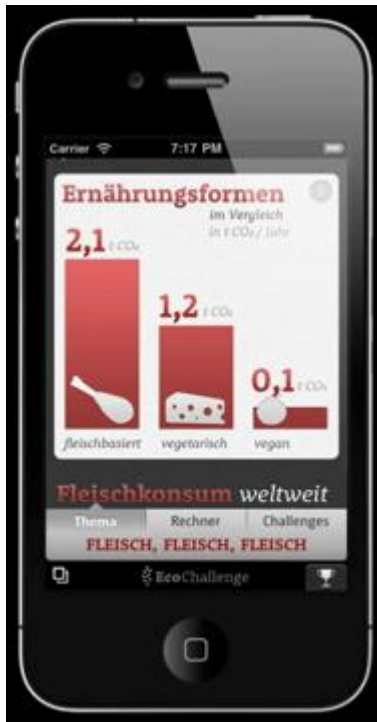 Carrier 7:17 PM
Ernährungsformen
im Vergleich
in t CO₂ / Jahr
2,1 t CO₂
1,2 t CO₂
0,1 t CO₂
fleischbasiert vegetarisch vegan
Fleischkonsum weltweit
Thema Rechner Challenges
FLEISCH, FLEISCH, FLEISCH
EcoChallenge